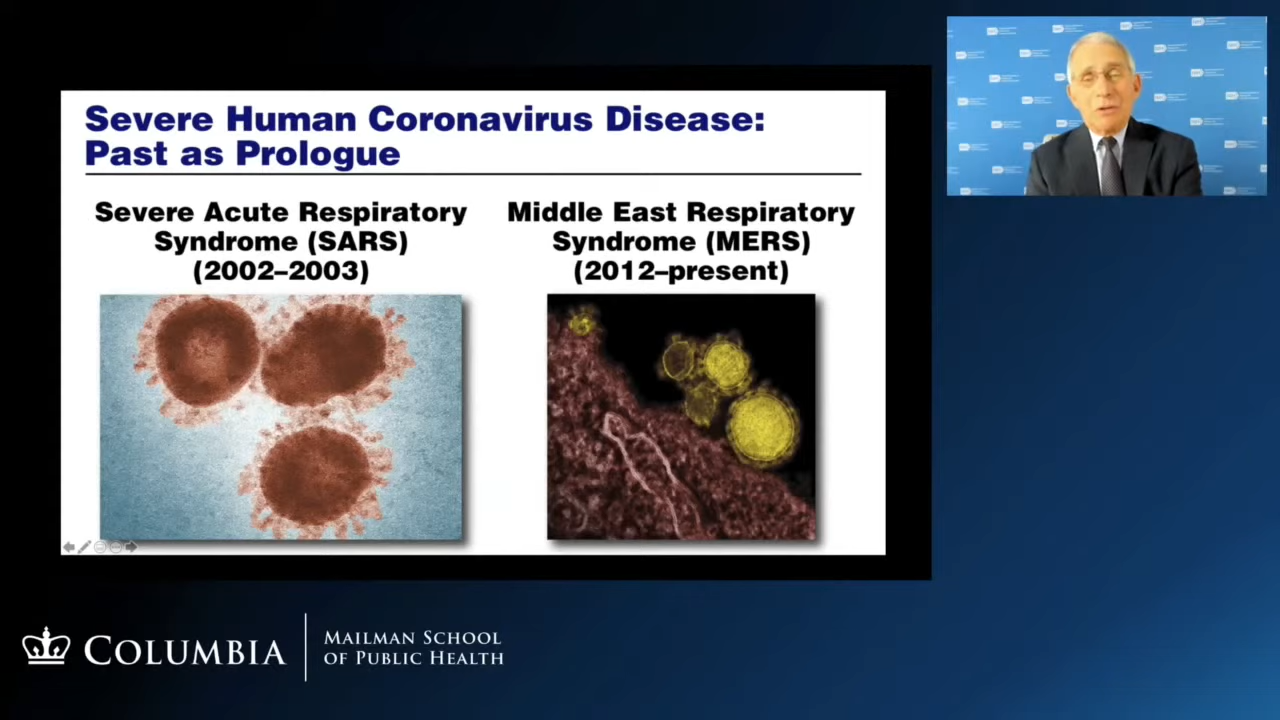 Severe Human Coronavirus Disease:
Past as Prologue
Severe Acute Respiratory
Syndrome (SARS)
(2002–2003)
Middle East Respiratory
Syndrome (MERS)
(2012–present)
COLUMBIA
MAILMAN SCHOOL
OF PUBLIC HEALTH